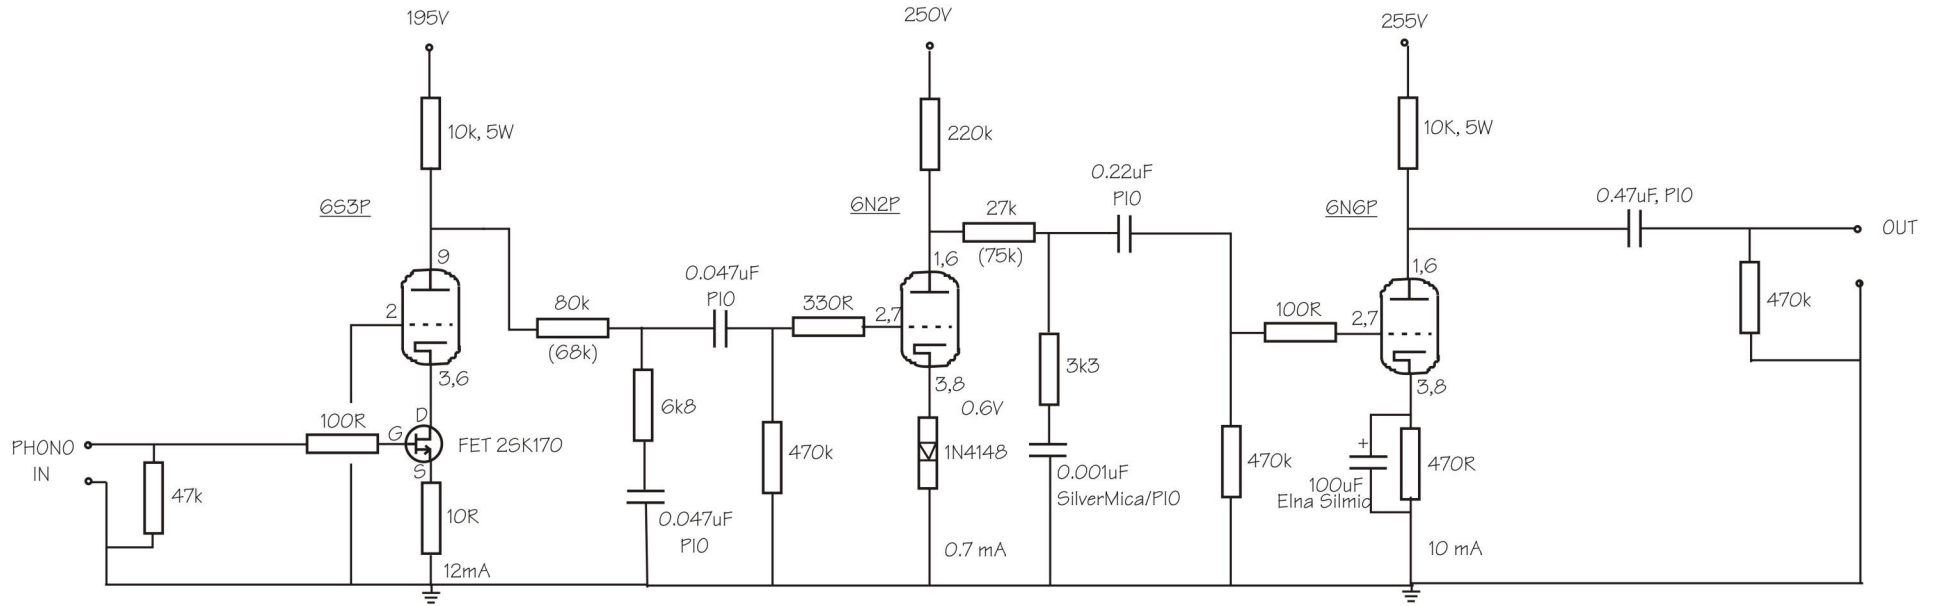 195V
10k, 5W
6S3P
9
2
3,6
PHONO
IN
47k
100R
D
G
S
FET 2SK170
10R
12mA
80k
(68k)
6k8
0.047uF
PIO
0.047uF
PIO
470k
330R
250V
220k
6N2P
1,6
2,7
3,8
0.6V
1N4148
0.7 mA
27k
(75k)
3k3
0.001uF
SilverMica/PIO
0.22uF
PIO
470k
100R
255V
10K, 5W
6N6P
1,6
2,7
3,8
+
100uF
Elna Silmic
470R
10 mA
0.47uF, PIO
470k
OUT